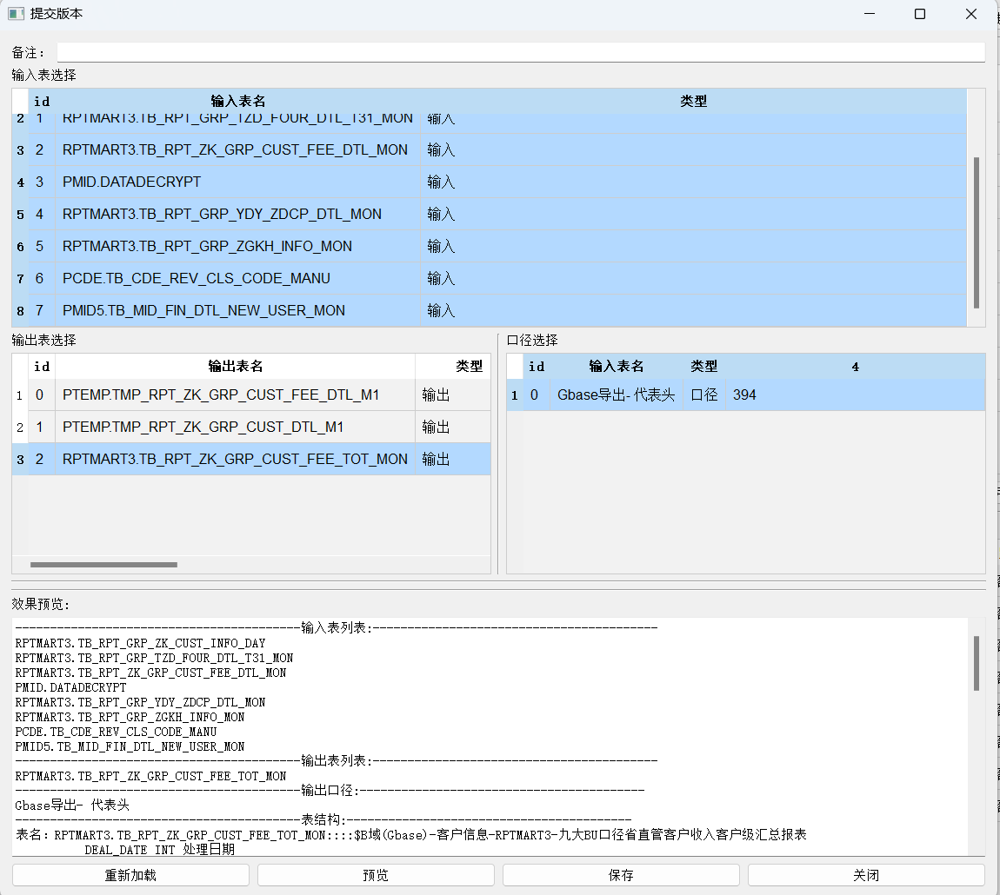 提交版本
备注：
输入表选择
id 输入表名 类型
2 1 RPTMART3.TB_RPT_GRP_TZD_FOUR_DTL_T31_MON 输入
3 2 RPTMART3.TB_RPT_ZK_GRP_CUST_FEE_DTL_MON 输入
4 3 PMID.DATADECRYPT 输入
5 4 RPTMART3.TB_RPT_GRP_YDY_ZDCP_DTL_MON 输入
6 5 RPTMART3.TB_RPT_GRP_ZGKH_INFO_MON 输入
7 6 PCDE.TB_CDE_REV_CLS_CODE_MANU 输入
8 7 PMID5.TB_MID_FIN_DTL_NEW_USER_MON 输入
输出表选择
id 输出表名 类型
1 0 PTEMP.TMP_RPT_ZK_GRP_CUST_FEE_DTL_M1 输出
2 1 PTEMP.TMP_RPT_ZK_GRP_CUST_DTL_M1 输出
3 2 RPTMART3.TB_RPT_ZK_GRP_CUST_FEE_TOT_MON 输出
口径选择
id 输入表名 类型 4
1 0 Gbase导出- 代表头 口径 394
效果预览:
-----------------------------------------输入表列表:-----------------------------------------
RPTMART3.TB_RPT_GRP_ZK_CUST_INFO_DAY
RPTMART3.TB_RPT_GRP_TZD_FOUR_DTL_T31_MON
RPTMART3.TB_RPT_ZK_GRP_CUST_FEE_DTL_MON
PMID.DATADECRYPT
RPTMART3.TB_RPT_GRP_YDY_ZDCP_DTL_MON
RPTMART3.TB_RPT_GRP_ZGKH_INFO_MON
PCDE.TB_CDE_REV_CLS_CODE_MANU
PMID5.TB_MID_FIN_DTL_NEW_USER_MON
-----------------------------------------输出表列表:-----------------------------------------
RPTMART3.TB_RPT_ZK_GRP_CUST_FEE_TOT_MON
-----------------------------------------输出口径:-----------------------------------------
Gbase导出- 代表头
-----------------------------------------表结构:-----------------------------------------
表名：RPTMART3.TB_RPT_ZK_GRP_CUST_FEE_TOT_MON::::$B域(Gbase)-客户信息-RPTMART3-九大BU口径省直管客户收入客户级汇总报表
DEAL_DATE INT 处理日期
重新加载 预览 保存 关闭